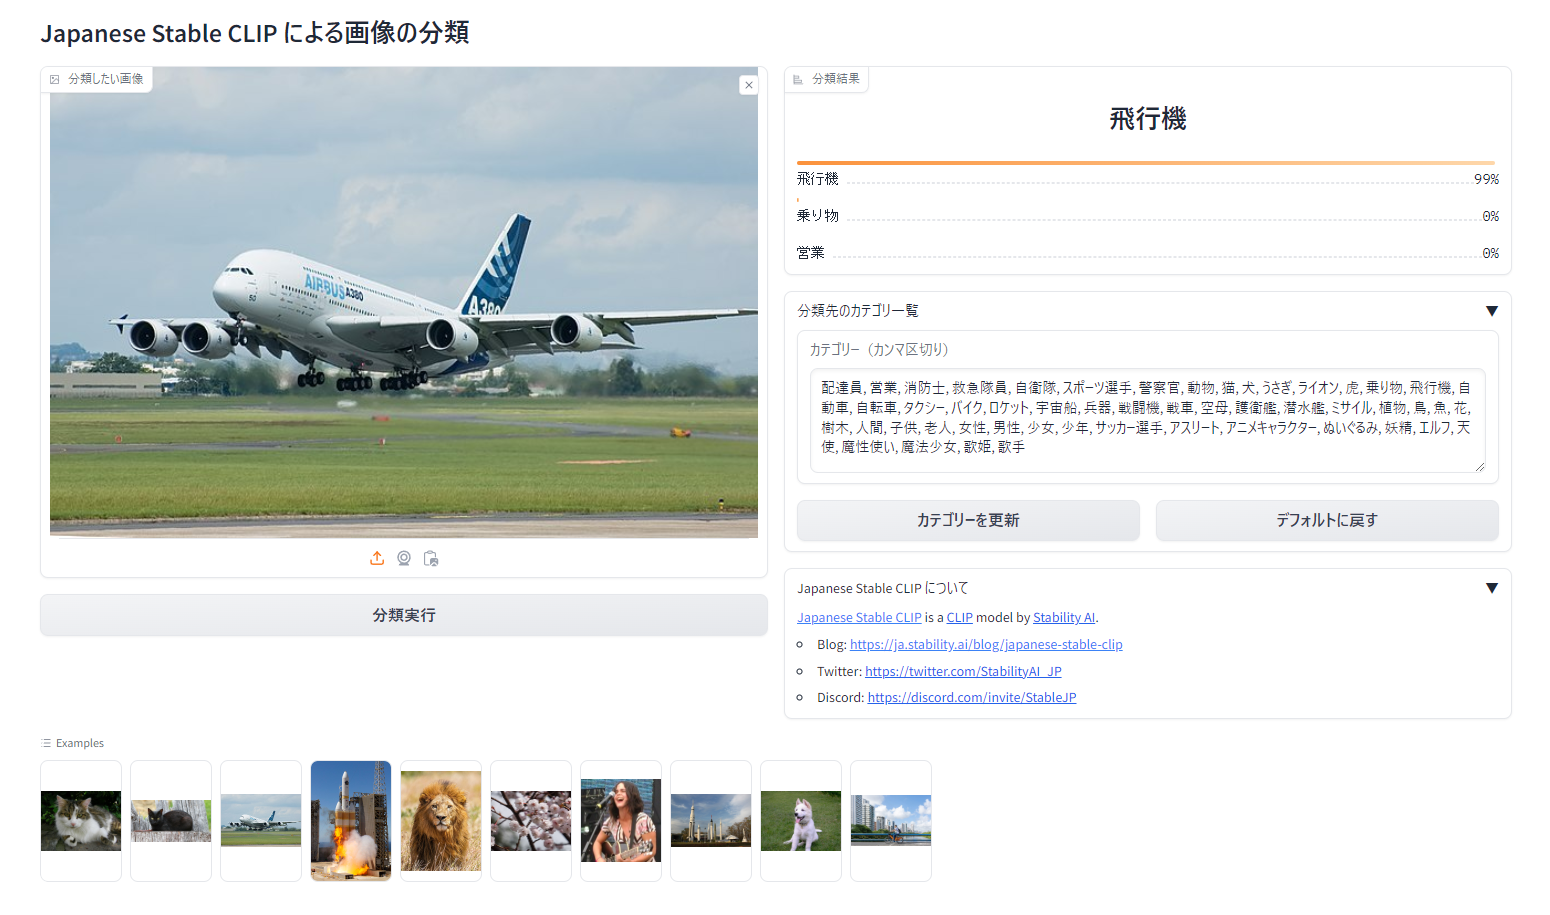 Japanese Stable CLIP による画像の分類
分類したい画像
AIRBUS A380
A380
50
分類実行
分類結果
飛行機
飛行機 99%
乗り物 0%
営業 0%
分類先のカテゴリ一覧
カテゴリー（カンマ区切り）
配達員, 営業, 消防士, 救急隊員, 自衛隊, スポーツ選手, 警察官, 動物, 猫, 犬, うさぎ, ライオン, 虎, 乗り物, 飛行機, 自
動車, 自転車, タクシー, バイク, ロケット, 宇宙船, 兵器, 戦闘機, 戦車, 空母, 護衛艦, 潜水艦, ミサイル, 植物, 鳥, 魚, 花,
樹木, 人間, 子供, 老人, 女性, 男性, 少女, 少年, サッカー選手, アスリート, アニメキャラクター, ぬいぐるみ, 妖精, エルフ, 天
使, 魔性使い, 魔法少女, 歌姫, 歌手
カテゴリーを更新
デフォルトに戻す
Japanese Stable CLIP について
Japanese Stable CLIP is a CLIP model by Stability AI.
Blog: https://ja.stability.ai/blog/japanese-stable-clip
Twitter: https://twitter.com/StabilityAI_JP
Discord: https://discord.com/invite/StableJP
Examples